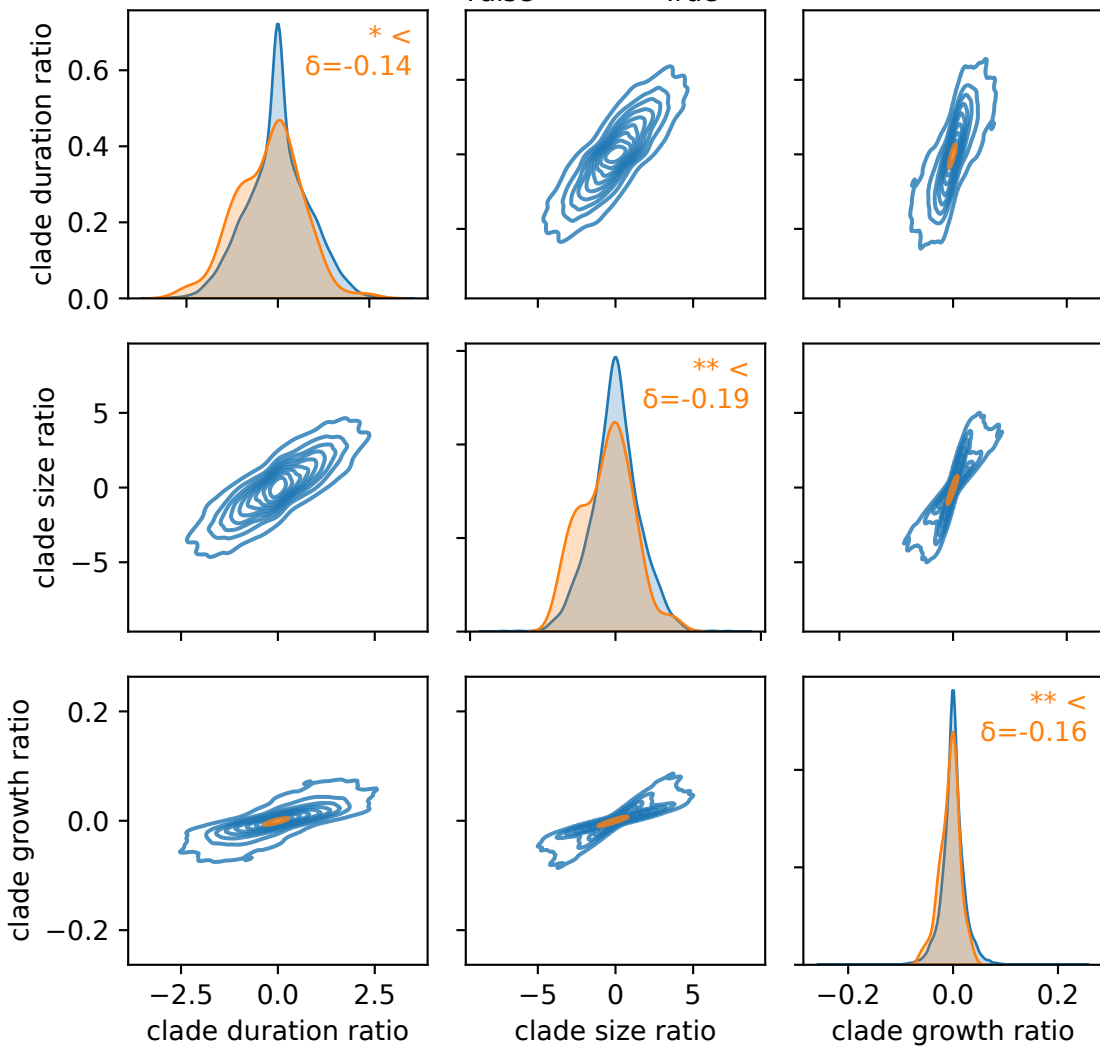 clade duration ratio
0.6
0.4
0.2
0.0
* <
δ=-0.14
clade size ratio
5
0
−5
** <
δ=-0.19
clade growth ratio
0.2
0.0
−0.2
** <
δ=-0.16
−2.5 0.0 2.5
−5 0 5
−0.2 0.0 0.2
clade duration ratio
clade size ratio
clade growth ratio